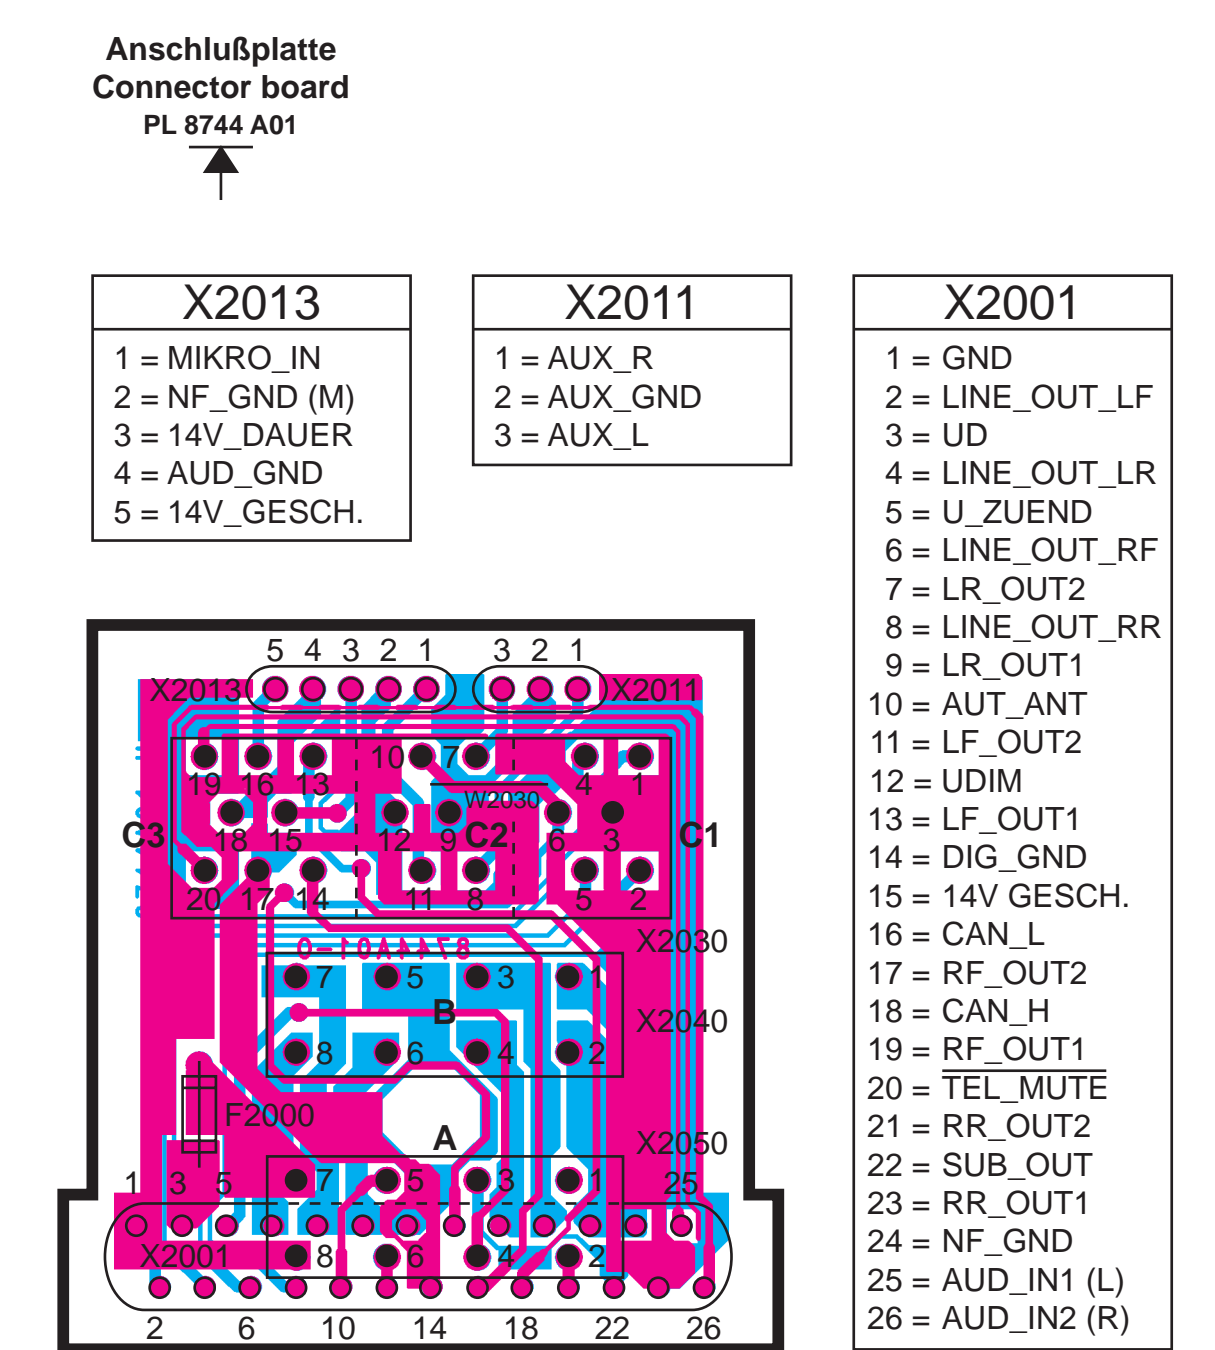 Anschlußplatte
Connector board
PL 8744 A01
X2013
1 = MIKRO_IN
2 = NF_GND (M)
3 = 14V_DAUER
4 = AUD_GND
5 = 14V_GESCH.
X2011
1 = AUX_R
2 = AUX_GND
3 = AUX_L
X2001
1 = GND
2 = LINE_OUT_LF
3 = UD
4 = LINE_OUT_LR
5 = U_ZUEND
6 = LINE_OUT_RF
7 = LR_OUT2
8 = LINE_OUT_RR
9 = LR_OUT1
10 = AUT_ANT
11 = LF_OUT2
12 = UDIM
13 = LF_OUT1
14 = DIG_GND
15 = 14V GESCH.
16 = CAN_L
17 = RF_OUT2
18 = CAN_H
19 = RF_OUT1
20 = TEL_MUTE
21 = RR_OUT2
22 = SUB_OUT
23 = RR_OUT1
24 = NF_GND
25 = AUD_IN1 (L)
26 = AUD_IN2 (R)
5 4 3 2 1 3 2 1
X2013 X2011
10 7
19 16 13 4 1
W2030
C3 18 15 12 9 C2 6 3 C1
20 17 14 11 8 5 2
8744A01-0 X2030
7 5 3 1
B X2040
8 6 4 2
F2000
A X2050
1 3 5 7 5 3 1 25
X2001 8 6 4 2
2 6 10 14 18 22 26